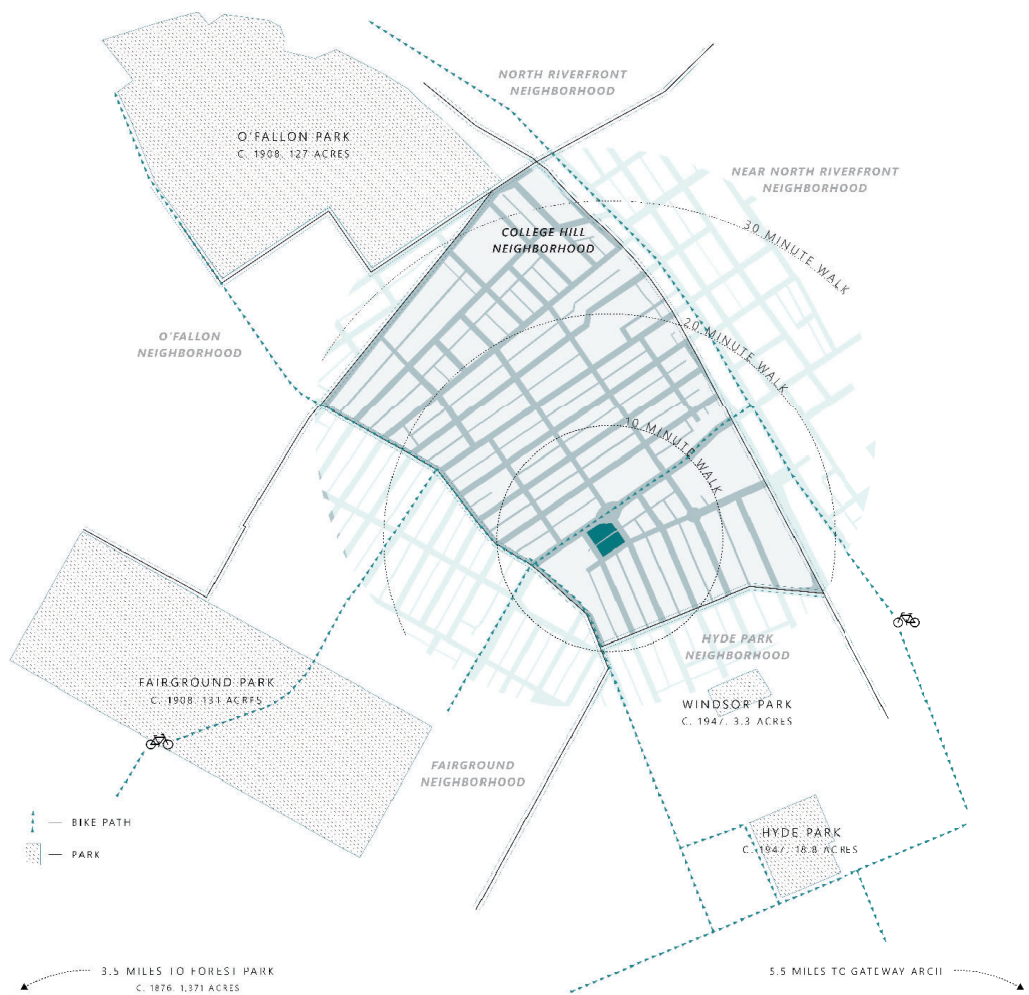 NORTH RIVERFRONT
NEIGHBORHOOD
O'FALLON PARK
C. 1908. 127 ACRES
NEAR NORTH RIVERFRONT
NEIGHBORHOOD
COLLEGE HILL
NEIGHBORHOOD
30 MINUTE WALK
O'FALLON
NEIGHBORHOOD
20 MINUTE WALK
10 MINUTE WALK
HYDE PARK
NEIGHBORHOOD
FAIRGROUND PARK
C. 1908. 131 ACRES
WINDSOR PARK
C. 1947. 3.3 ACRES
FAIRGROUND
NEIGHBORHOOD
BIKE PATH
HYDE PARK
C. 1947. 18.8 ACRES
PARK
3.5 MILES TO FOREST PARK
C. 1876. 1,371 ACRES
5.5 MILES TO GATEWAY ARCH